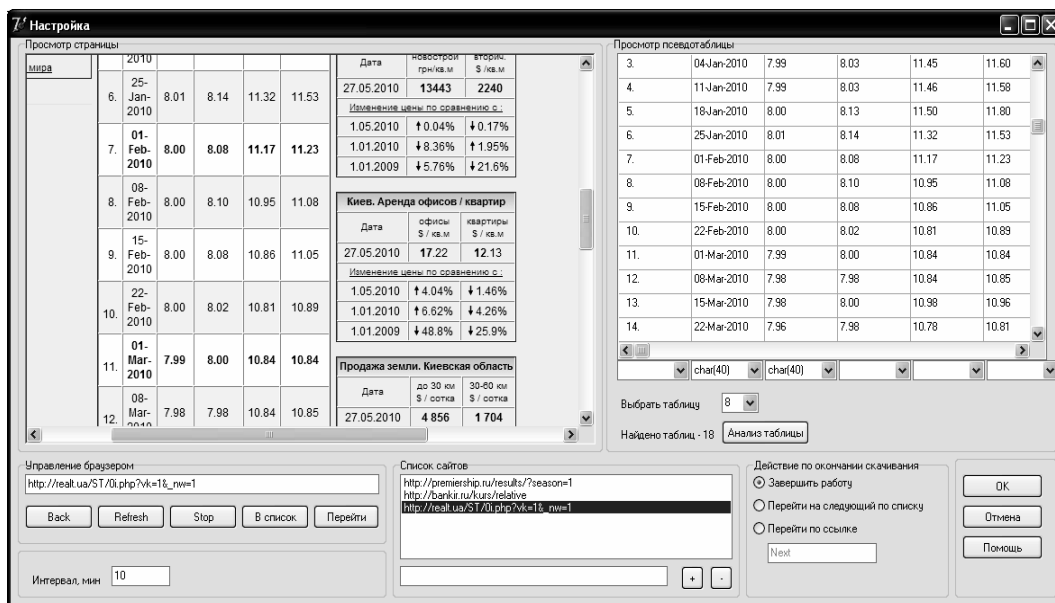 Настройка
Просмотр страницы
мира
2010
6. 25-Jan-2010 8.01 8.14 11.32 11.53
7. 01-Feb-2010 8.00 8.08 11.17 11.23
8. 08-Feb-2010 8.00 8.10 10.95 11.08
9. 15-Feb-2010 8.00 8.08 10.86 11.05
10. 22-Feb-2010 8.00 8.02 10.81 10.89
11. 01-Mar-2010 7.99 8.00 10.84 10.84
12. 08-Mar-2010 7.98 7.98 10.84 10.85
Дата новострои грн/кв.м вторич. $ /кв.м
27.05.2010 13443 2240
Изменение цены по сравнению с :
1.05.2010 ↑0.04% ↓0.17%
1.01.2010 ↓8.36% ↑1.95%
1.01.2009 ↓5.76% ↓21.6%
Киев. Аренда офисов / квартир
Дата офисы $ / кв.м квартиры $ / кв.м
27.05.2010 17.22 12.13
Изменение цены по сравнению с :
1.05.2010 ↑4.04% ↓1.46%
1.01.2010 ↑6.62% ↓4.26%
1.01.2009 ↓48.8% ↓25.9%
Продажа земли. Киевская область
Дата до 30 км $ / сотка 30-60 км $ / сотка
27.05.2010 4 856 1 704
Просмотр псевдотаблицы
3. 04-Jan-2010 7.99 8.03 11.45 11.60
4. 11-Jan-2010 7.99 8.03 11.46 11.58
5. 18-Jan-2010 8.00 8.13 11.50 11.80
6. 25-Jan-2010 8.01 8.14 11.32 11.53
7. 01-Feb-2010 8.00 8.08 11.17 11.23
8. 08-Feb-2010 8.00 8.10 10.95 11.08
9. 15-Feb-2010 8.00 8.08 10.86 11.05
10. 22-Feb-2010 8.00 8.02 10.81 10.89
11. 01-Mar-2010 7.99 8.00 10.84 10.84
12. 08-Mar-2010 7.98 7.98 10.84 10.85
13. 15-Mar-2010 7.98 8.00 10.98 10.96
14. 22-Mar-2010 7.96 7.98 10.78 10.81
char(40) char(40)
Выбрать таблицу 8
Найдено таблиц - 18 Анализ таблицы
Управление браузером
http://realt.ua/ST/0i.php?vk=1&_nw=1
Back Refresh Stop В список Перейти
Интервал, мин 10
Список сайтов
http://premiership.ru/results/?season=1
http://bankir.ru/kurs/relative
http://realt.ua/ST/0i.php?vk=1&_nw=1
+ -
Действие по окончании скачивания
Завершить работу
Перейти на следующий по списку
Перейти по ссылке
Next
OK
Отмена
Помощь